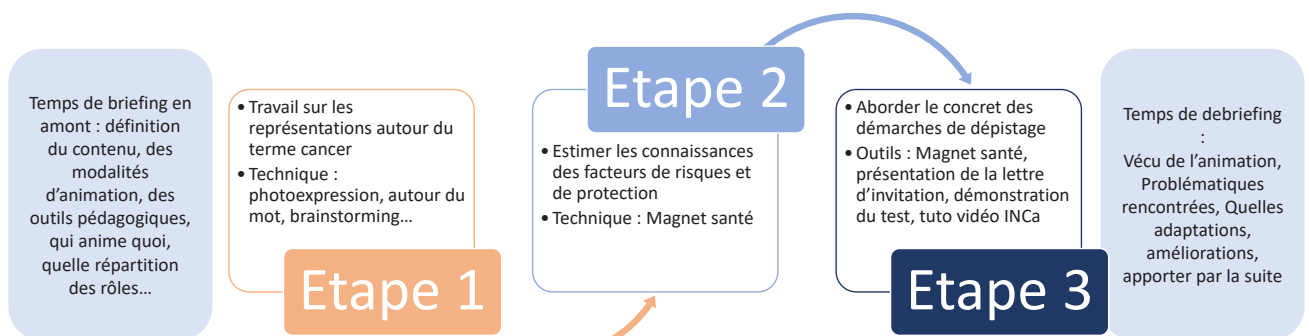 Temps de briefing en
amont : définition
du contenu, des
modalités
d'animation, des
outils pédagogiques,
qui anime quoi,
quelle répartition
des rôles…
• Travail sur les
représentations autour du
terme cancer
• Technique :
photoexpression, autour du
mot, brainstorming…
Etape 1
Etape 2
• Estimer les connaissances
des facteurs de risques et
de protection
• Technique : Magnet santé
• Aborder le concret des
démarches de dépistage
• Outils : Magnet santé,
présentation de la lettre
d'invitation, démonstration
du test, tuto vidéo INCa
Etape 3
Temps de debriefing
:
Vécu de l'animation,
Problématiques
rencontrées, Quelles
adaptations,
améliorations,
apporter par la suite